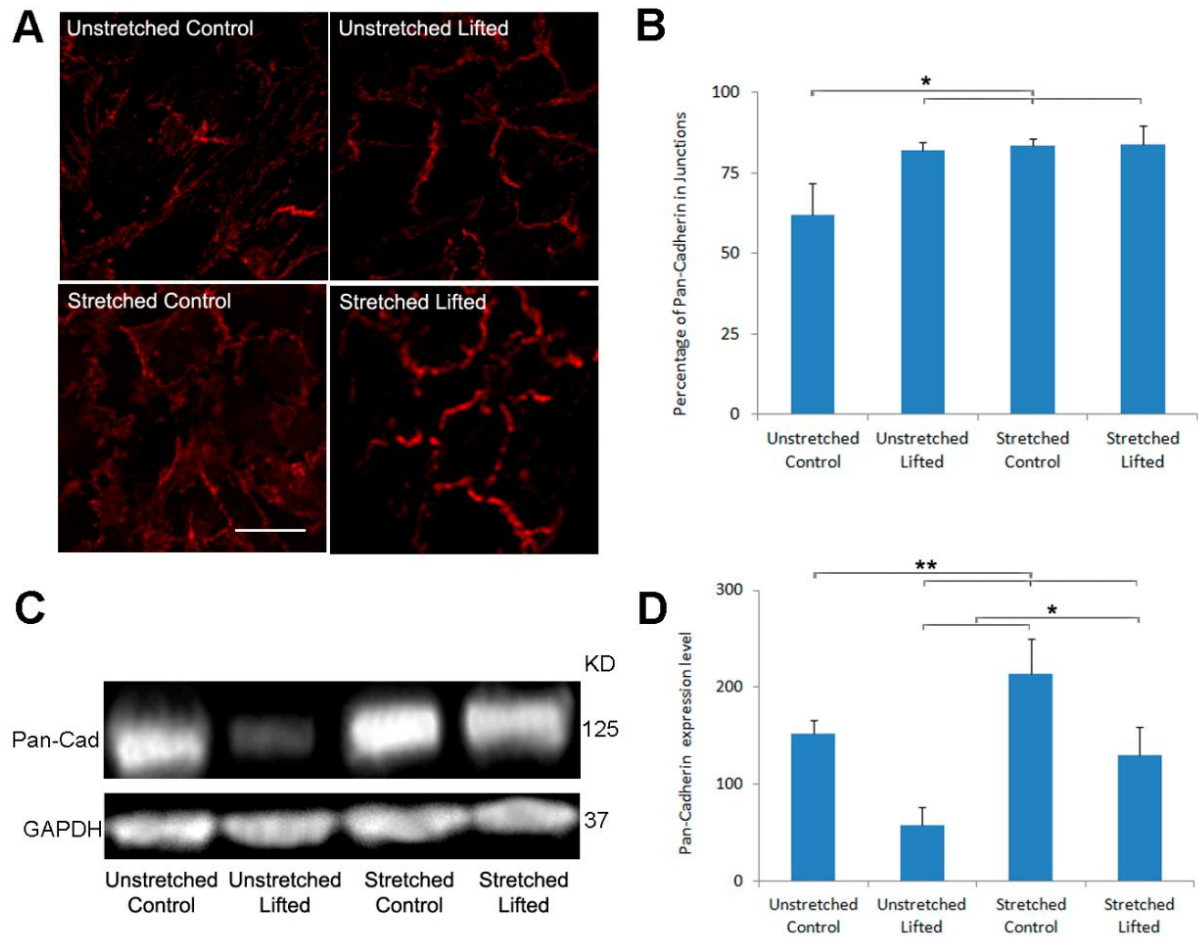 A
Unstretched Control
Unstretched Lifted
Stretched Control
Stretched Lifted
B
Percentage of Pan-Cadherin in Junctions
100
75
50
25
0
*
Unstretched
Control
Unstretched
Lifted
Stretched
Control
Stretched
Lifted
C
KD
Pan-Cad
125
GAPDH
37
Unstretched
Control
Unstretched
Lifted
Stretched
Control
Stretched
Lifted
D
Pan-Cadherin expression level
300
200
100
0
**
*
Unstretched
Control
Unstretched
Lifted
Stretched
Control
Stretched
Lifted